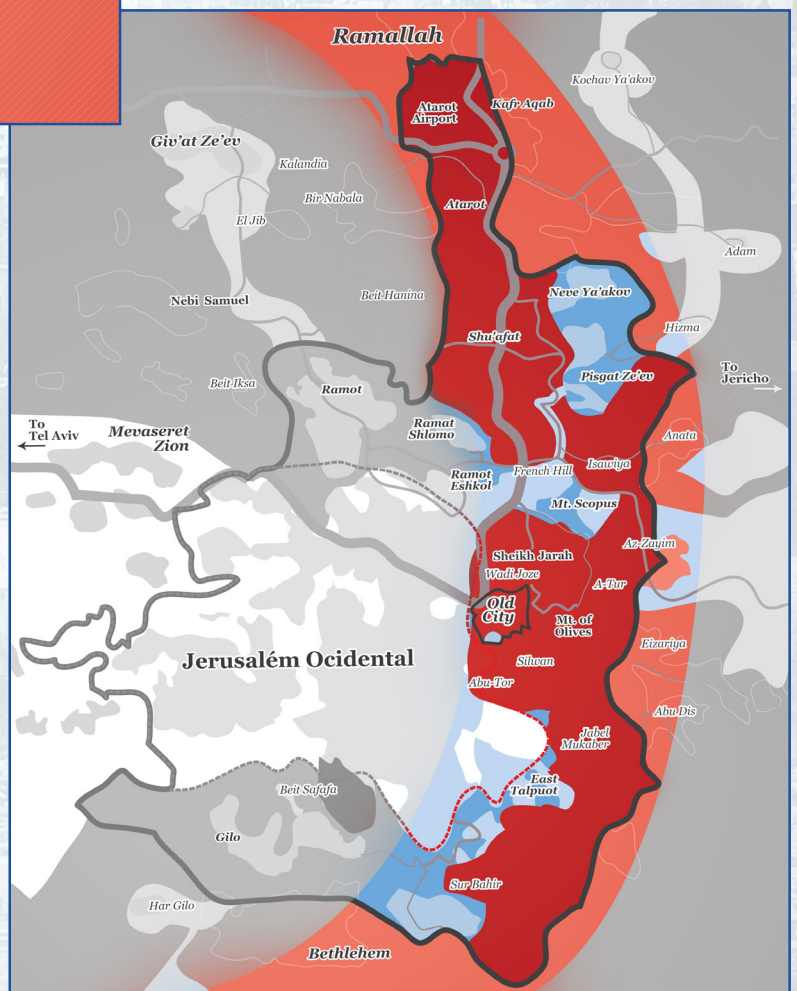 Ramallah
Kochav Ya'akov
Atarot
Airport
Kafr Aqab
Giv'at Ze'ev
Kalandia
Bir Nabala
Atarot
El Jib
Adam
Neve Ya'akov
Nebi Samuel
Beit Hanina
Hizma
Shu'afat
To
Jericho
Pisgat Ze'ev
Beit Iksa
Ramot
To
Tel Aviv
Mevaseret
Zion
Ramat
Shlomo
Anata
Ramot
Eshkol
French Hill
Isawiya
Mt. Scopus
Az-Zayim
Sheikh Jarah
Wadi Joze
A-Tur
Old
City
Mt. of
Olives
Eizariya
Jerusalém Ocidental
Silwan
Abu-Tor
Abu Dis
Jabel
Mukaber
East
Talpuot
Beit Safafa
Gilo
Sur Bahir
Har Gilo
Bethlehem